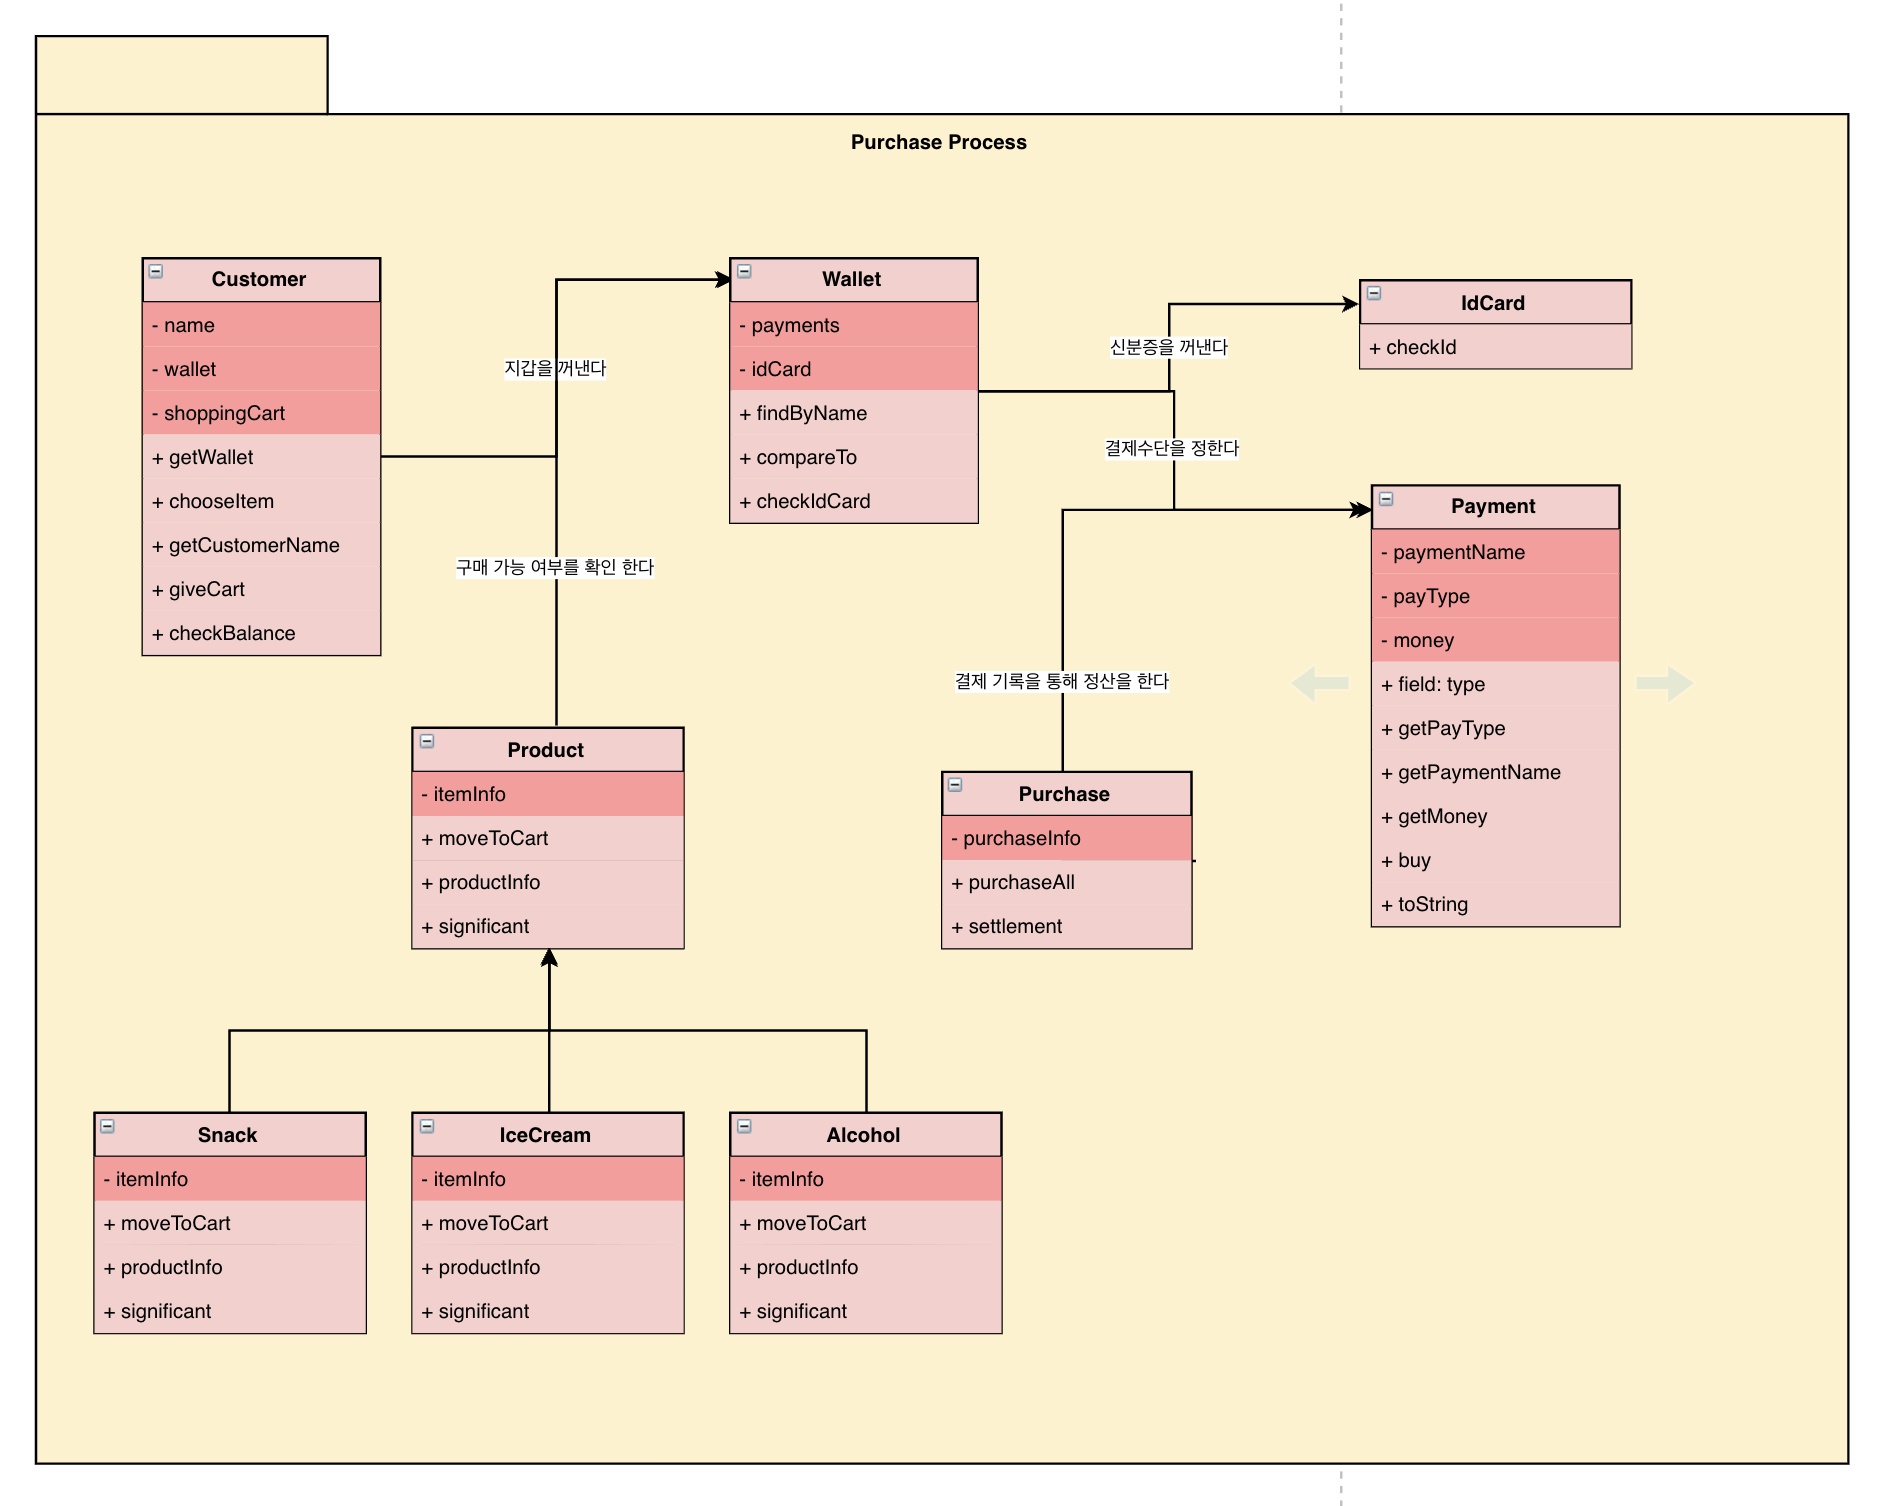 Purchase Process
Customer
- name
- wallet
- shoppingCart
+ getWallet
+ chooseItem
+ getCustomerName
+ giveCart
+ checkBalance
지갑을 꺼낸다
구매 가능 여부를 확인 한다
Wallet
- payments
- idCard
+ findByName
+ compareTo
+ checkIdCard
신분증을 꺼낸다
결제수단을 정한다
IdCard
+ checkId
Payment
- paymentName
- payType
- money
+ field: type
+ getPayType
+ getPaymentName
+ getMoney
+ buy
+ toString
결제 기록을 통해 정산을 한다
Product
- itemInfo
+ moveToCart
+ productInfo
+ significant
Purchase
- purchaseInfo
+ purchaseAll
+ settlement
Snack
- itemInfo
+ moveToCart
+ productInfo
+ significant
IceCream
- itemInfo
+ moveToCart
+ productInfo
+ significant
Alcohol
- itemInfo
+ moveToCart
+ productInfo
+ significant